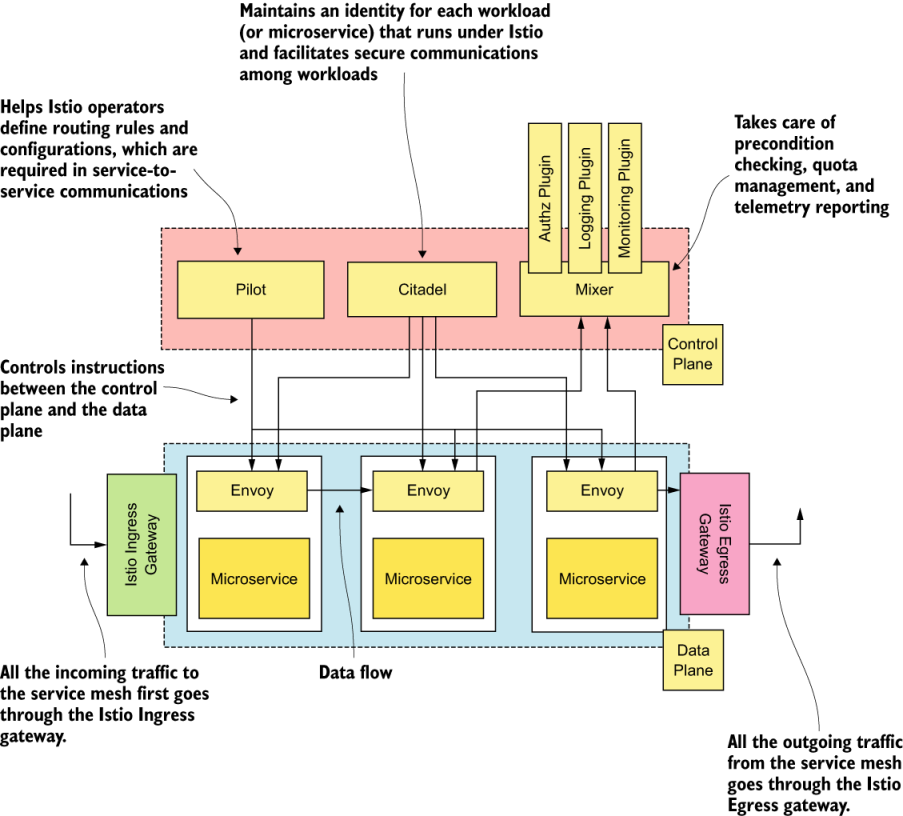 Maintains an identity for each workload
(or microservice) that runs under Istio
and facilitates secure communications
among workloads
Helps Istio operators
define routing rules and
configurations, which are
required in service-to-
service communications
Takes care of
precondition
checking, quota
management, and
telemetry reporting
Authz Plugin
Logging Plugin
Monitoring Plugin
Pilot
Citadel
Mixer
Control
Plane
Controls instructions
between the control
plane and the data
plane
Istio Ingress
Gateway
Envoy
Envoy
Envoy
Microservice
Microservice
Microservice
Istio Egress
Gateway
Data
Plane
All the incoming traffic to
the service mesh first goes
through the Istio Ingress
gateway.
Data flow
All the outgoing traffic
from the service mesh
goes through the Istio
Egress gateway.